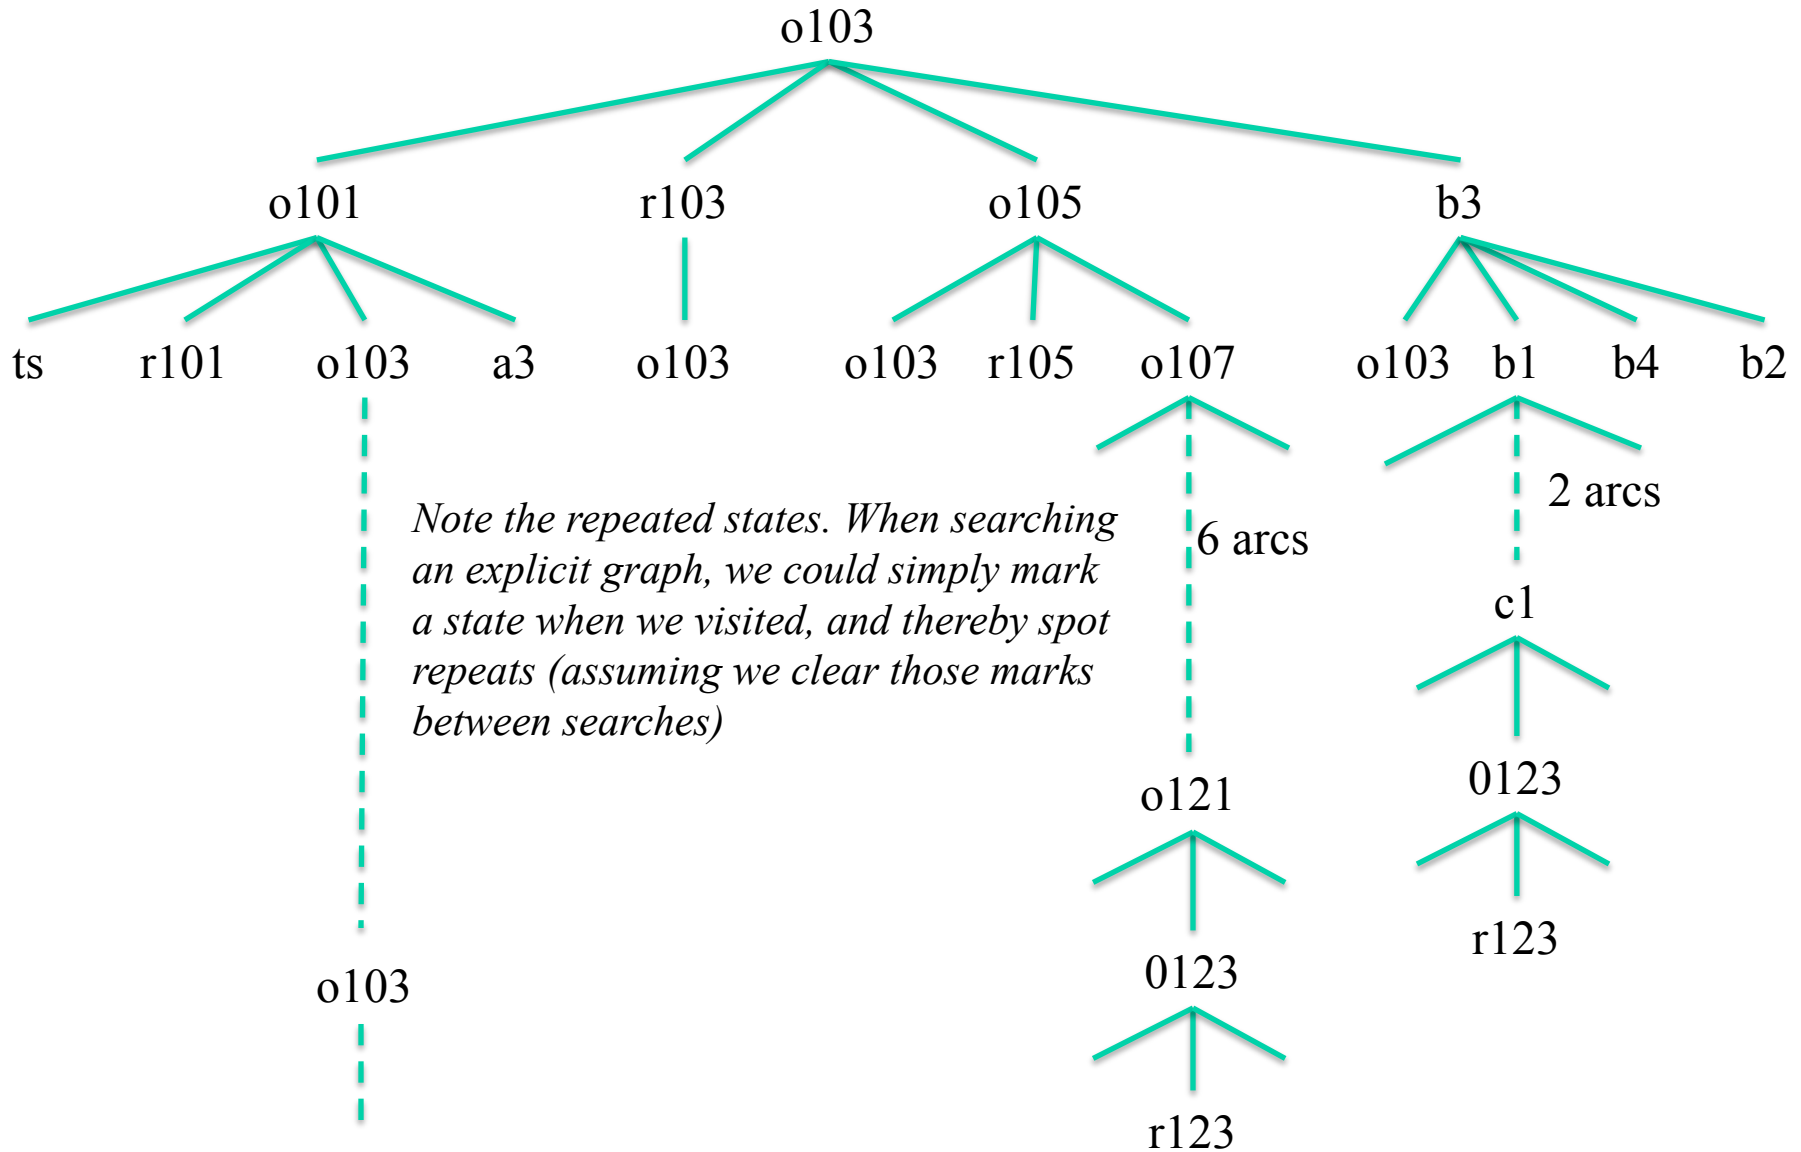 o103
o101 r103 o105 b3
ts r101 o103 a3 o103 o103 r105 o107 o103 b1 b4 b2
2 arcs
Note the repeated states. When searching
6 arcs
an explicit graph, we could simply mark
a state when we visited, and thereby spot
repeats (assuming we clear those marks
between searches)
c1
0123
o121
r123
0123
o103
r123